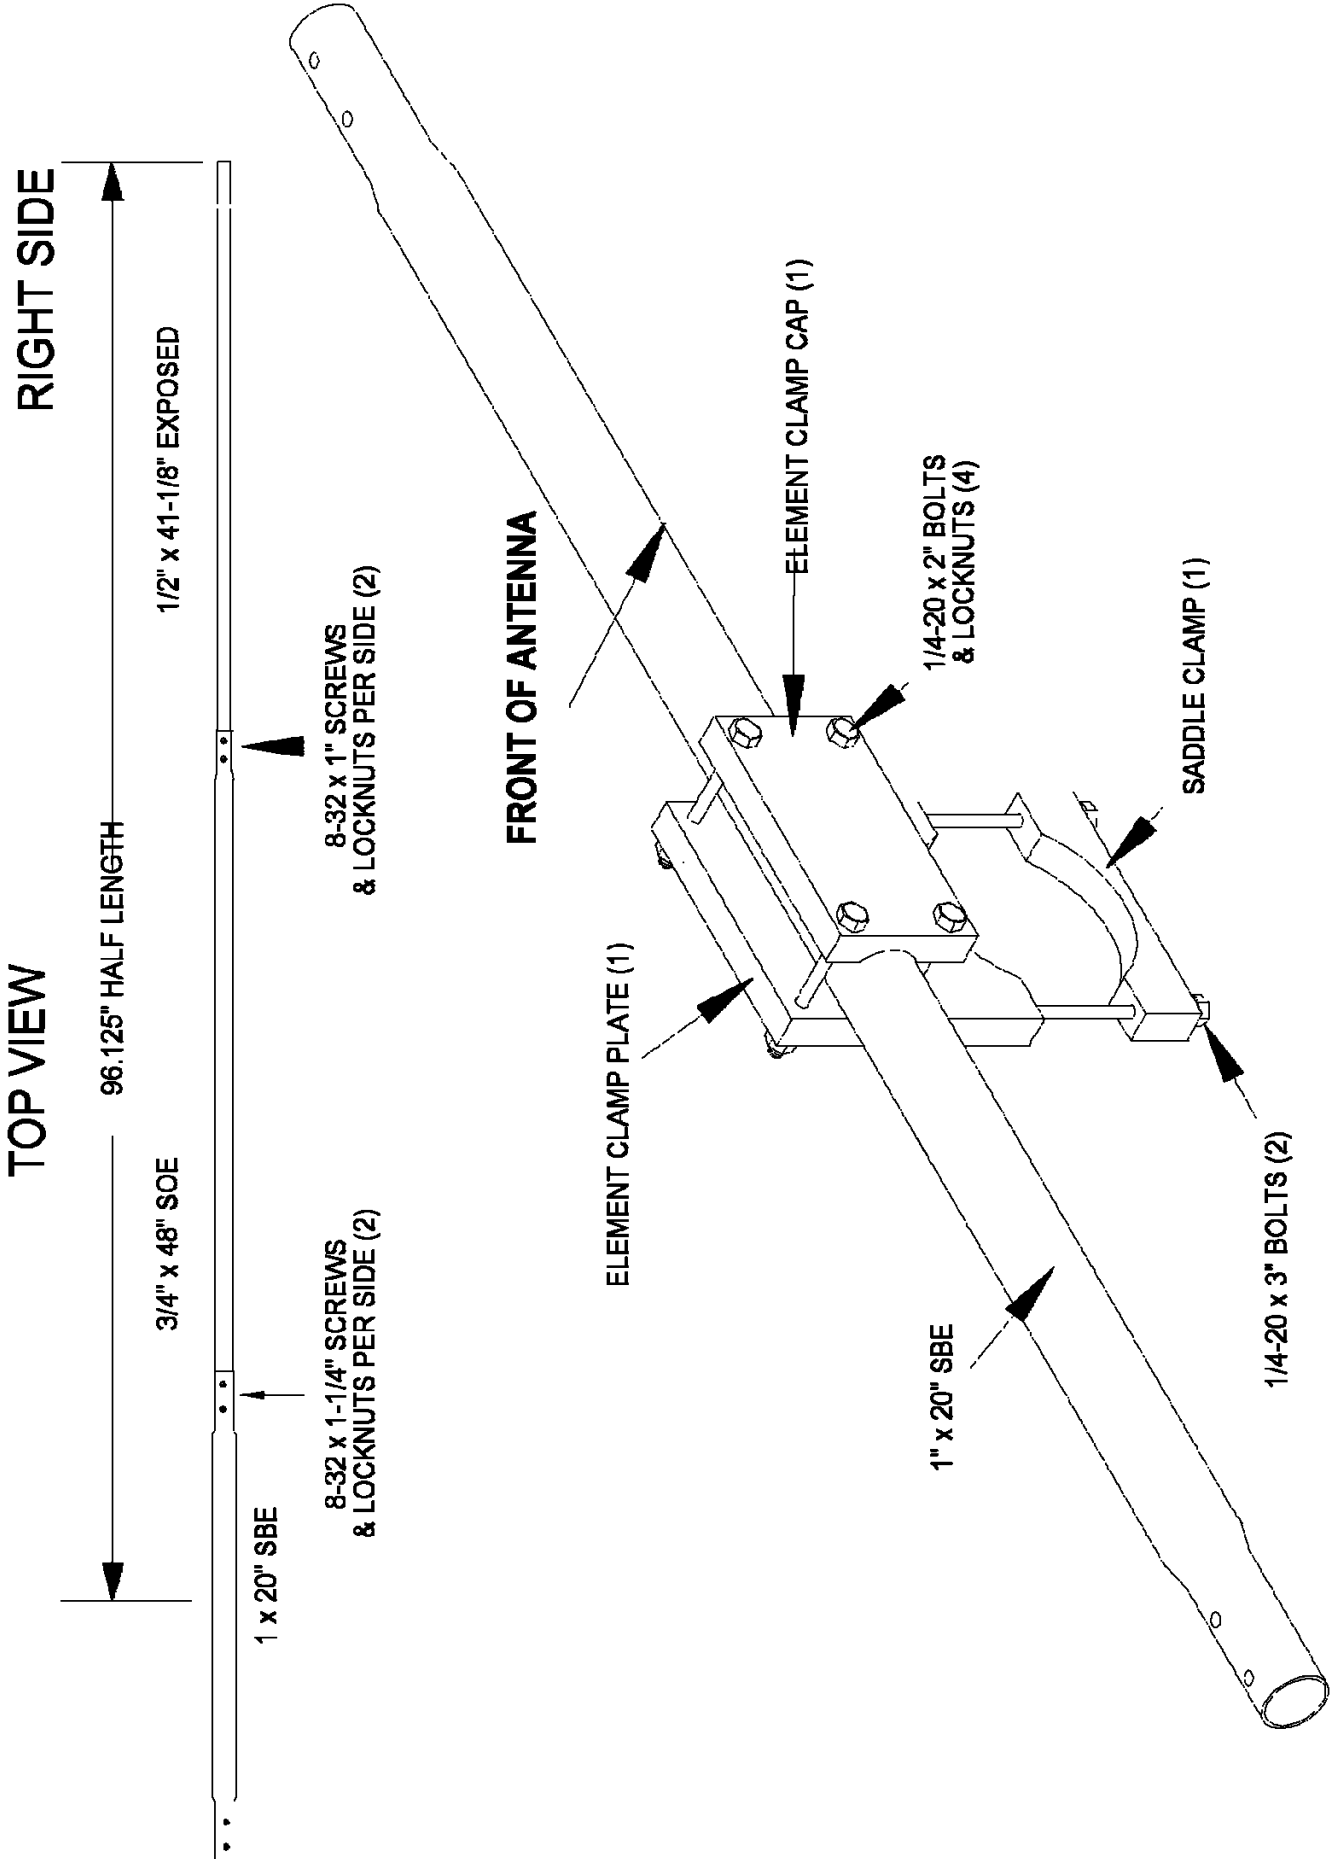 TOP VIEW
RIGHT SIDE
96.125" HALF LENGTH
3/4" x 48" SOE
1/2" x 41-1/8" EXPOSED
1 x 20" SBE
8-32 x 1-1/4" SCREWS
& LOCKNUTS PER SIDE (2)
8-32 x 1" SCREWS
& LOCKNUTS PER SIDE (2)
FRONT OF ANTENNA
ELEMENT CLAMP PLATE (1)
ELEMENT CLAMP CAP (1)
1/4-20 x 2" BOLTS
& LOCKNUTS (4)
1" x 20" SBE
SADDLE CLAMP (1)
1/4-20 x 3" BOLTS (2)